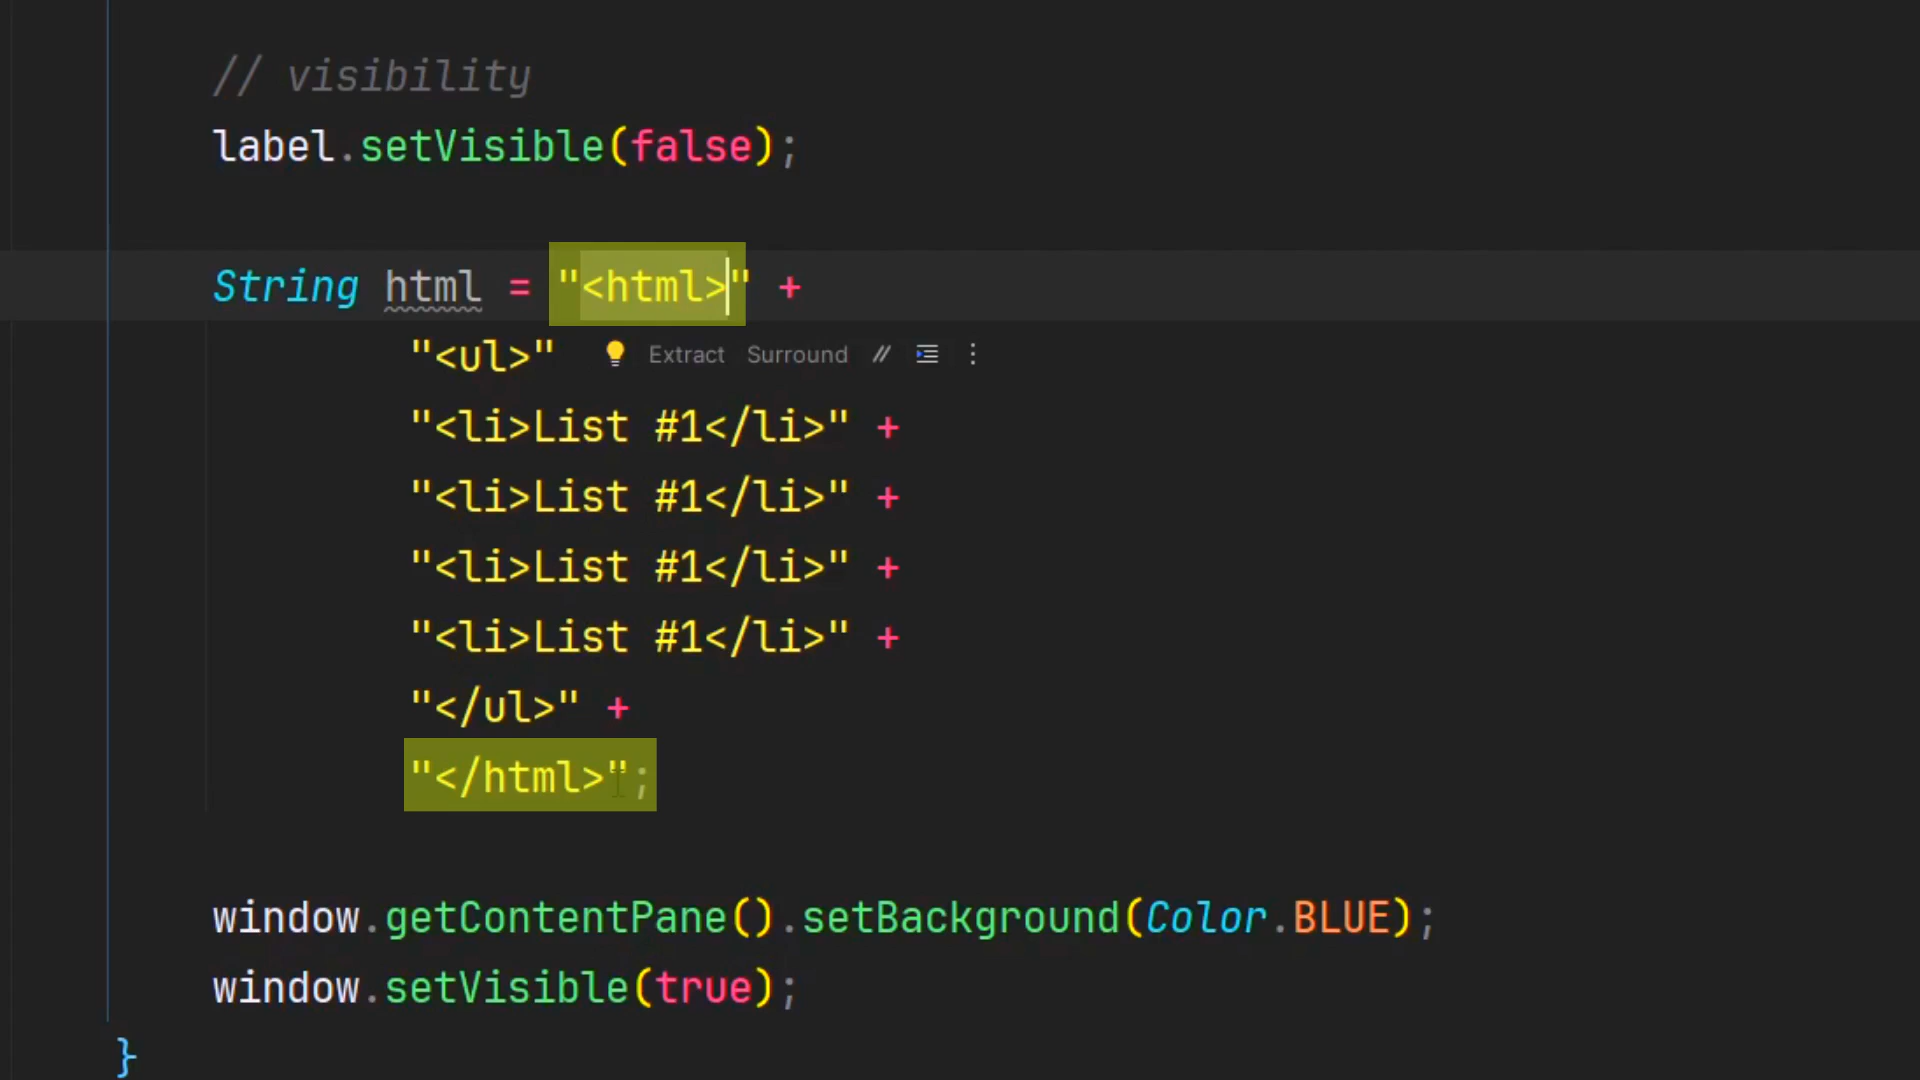 // visibility
label.setVisible(false);
String html = "<html>" +
"<ul>" Extract Surround //
"<li>List #1</li>" +
"<li>List #1</li>" +
"<li>List #1</li>" +
"<li>List #1</li>" +
"</ul>" +
"</html>";
window.getContentPane().setBackground(Color.BLUE);
window.setVisible(true);
}